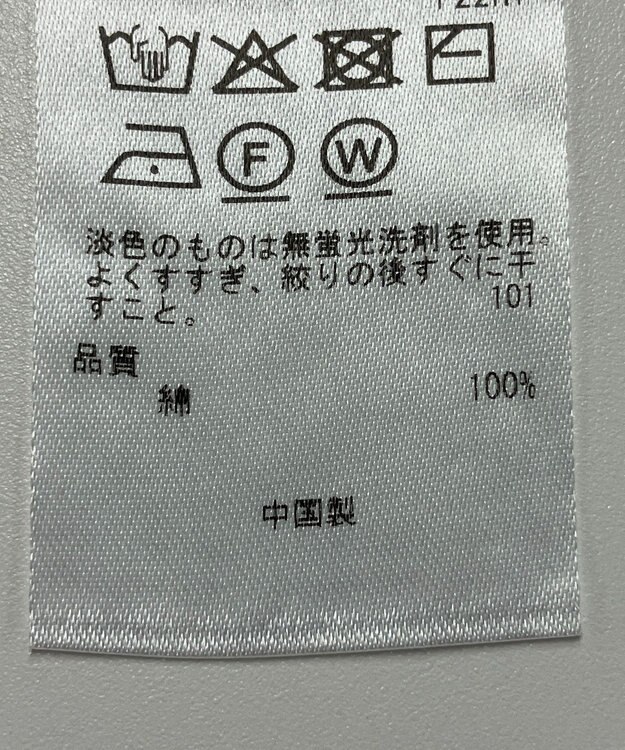 F
W
淡色のものは無蛍光洗剤を使用。
よくすすぎ、絞りの後すぐに干
すこと。
101
品質
綿 100%
中国製